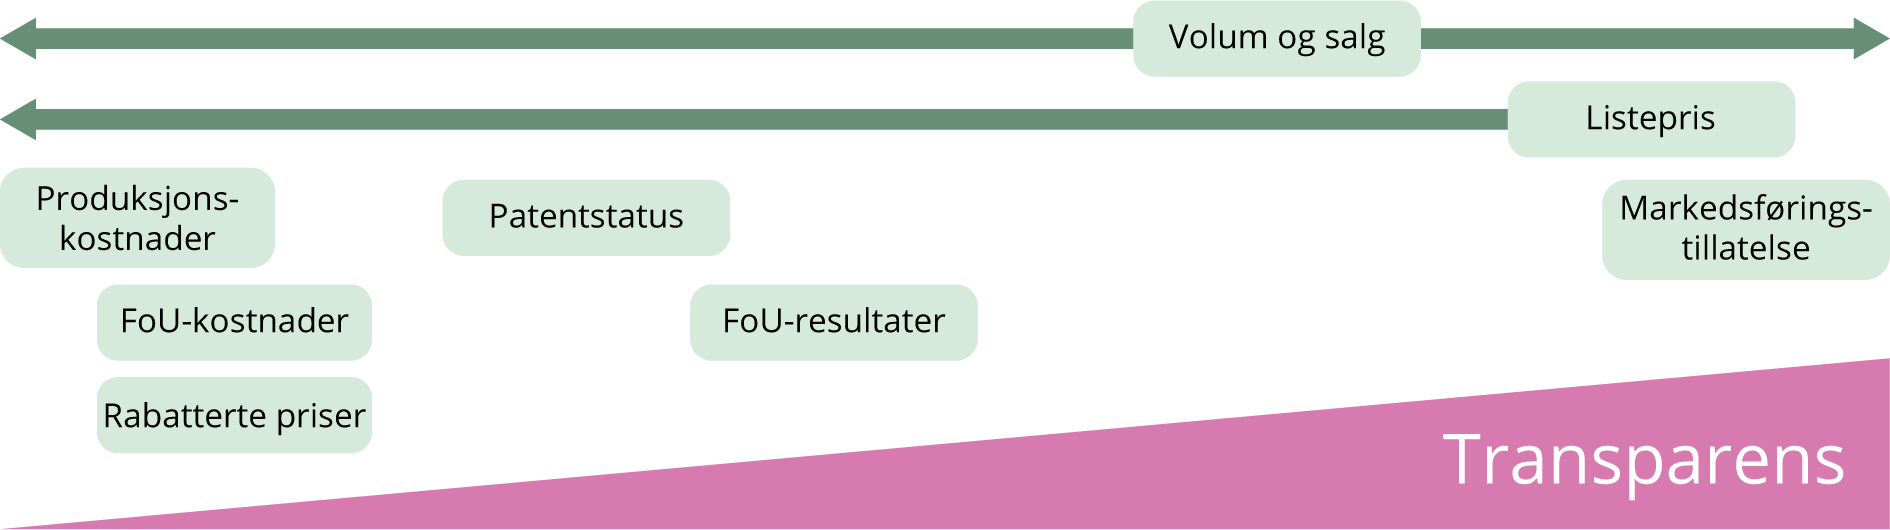 Volum og salg
Listepris
Produksjons-
kostnader
Patentstatus
Markedsførings-
tillatelse
FoU-kostnader
FoU-resultater
Rabatterte priser
Transparens